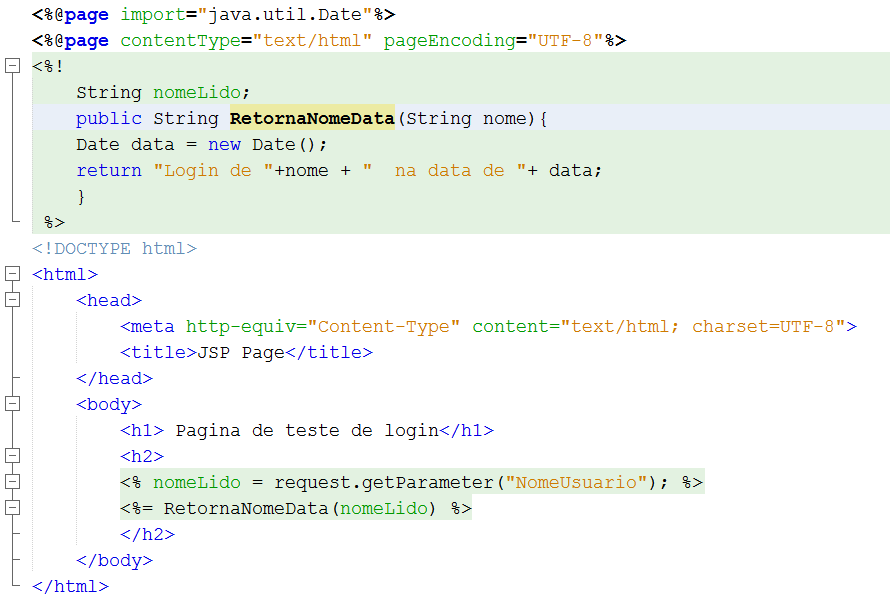 <%@page import="java.util.Date"%>
<%@page contentType="text/html" pageEncoding="UTF-8"%>
<%!
    String nomeLido;
    public String RetornaNomeData(String nome){
    Date data = new Date();
    return "Login de "+nome + "  na data de "+ data;
    }
 %>
<!DOCTYPE html>
<html>
    <head>
        <meta http-equiv="Content-Type" content="text/html; charset=UTF-8">
        <title>JSP Page</title>
    </head>
    <body>
        <h1> Pagina de teste de login</h1>
        <h2>
        <% nomeLido = request.getParameter("NomeUsuario"); %>
        <%= RetornaNomeData(nomeLido) %>
        </h2>
    </body>
</html>